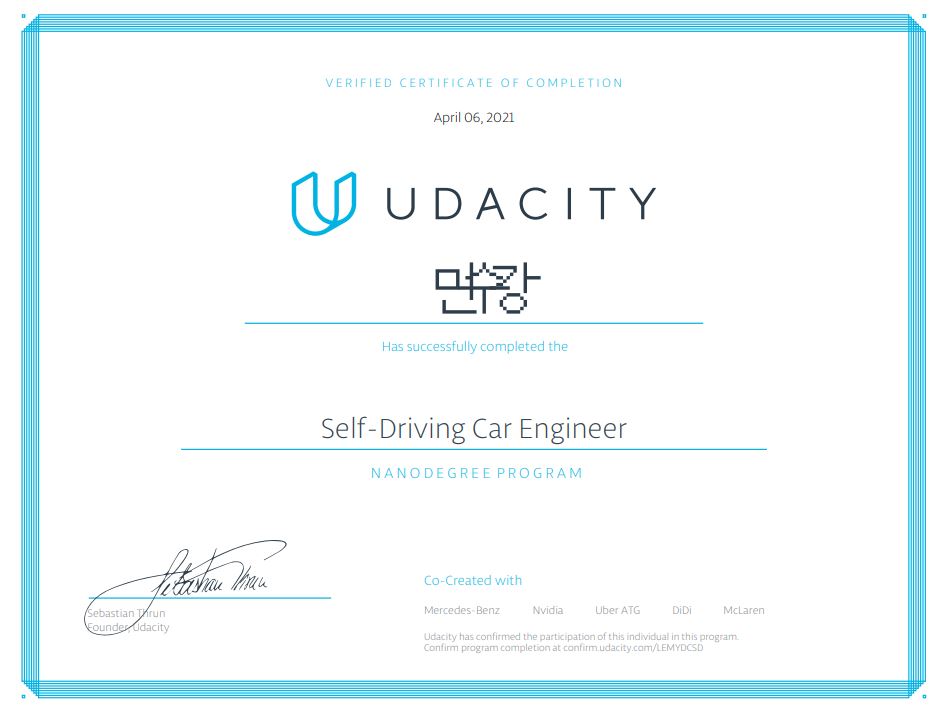 VERIFIED CERTIFICATE OF COMPLETION
April 06, 2021
UDACITY
Has successfully completed the
Self-Driving Car Engineer
NANODEGREE PROGRAM
Sebastian Thrun
Sebastian Thrun
Founder, Udacity
Co-Created with
Mercedes-Benz Nvidia Uber ATG DiDi McLaren
Udacity has confirmed the participation of this individual in this program.
Confirm program completion at confirm.udacity.com/LEMYDCSD